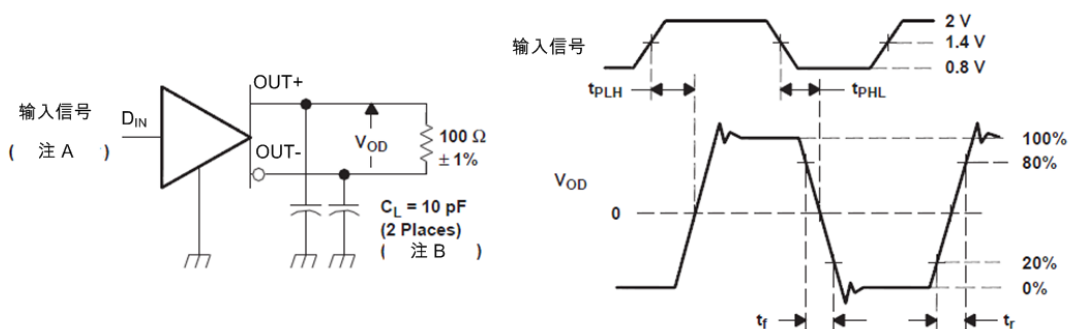 输入信号
( 注 A )
DIN
OUT+
OUT-
VOD
100 Ω
± 1%
CL = 10 pF
(2 Places)
( 注 B )
输入信号
2 V
1.4 V
0.8 V
tPLH
tPHL
VOD
0
100%
80%
20%
0%
tf
tr